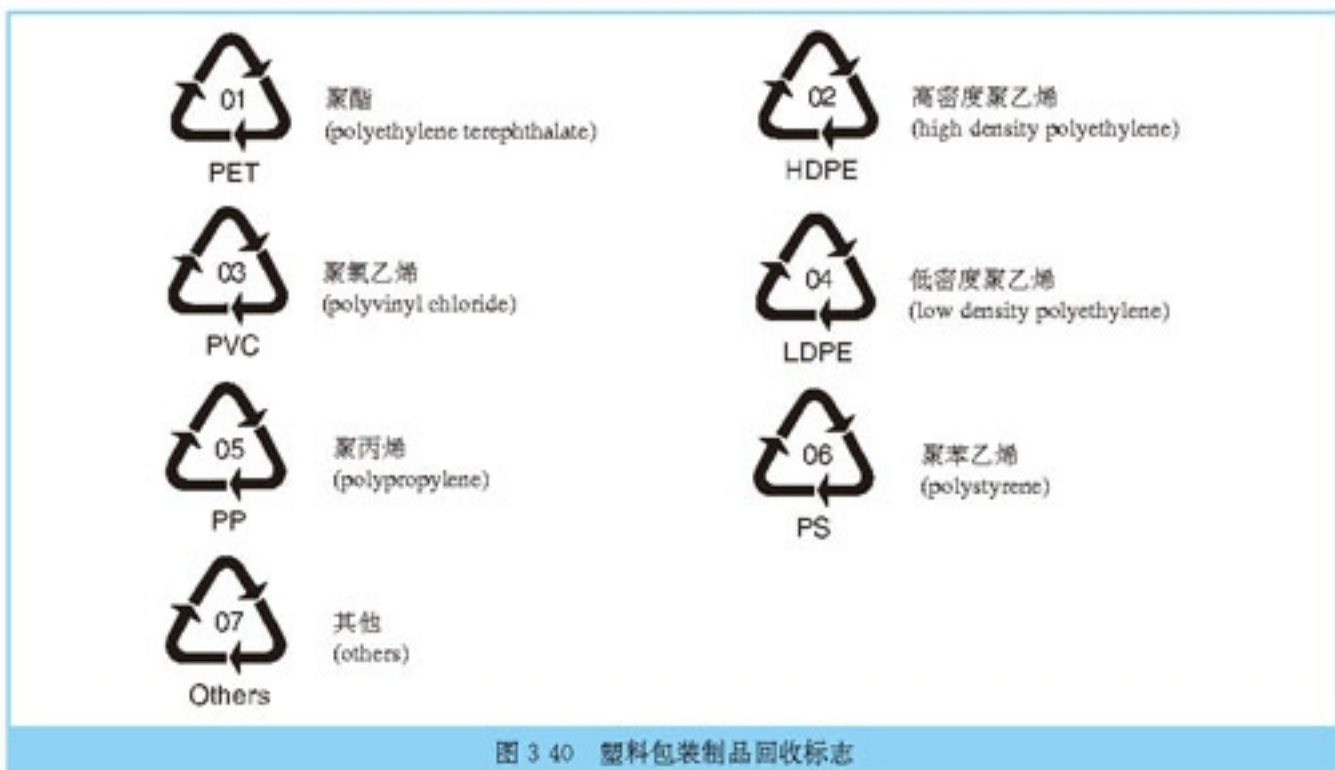 01
聚酯
(polyethylene terephthalate)
PET
02
高密度聚乙烯
(high density polyethylene)
HDPE
03
聚氯乙烯
(polyvinyl chloride)
PVC
04
低密度聚乙烯
(low density polyethylene)
LDPE
05
聚丙烯
(polypropylene)
PP
06
聚苯乙烯
(polystyrene)
PS
07
其他
(others)
Others
图 3 40 塑料包装制品回收标志